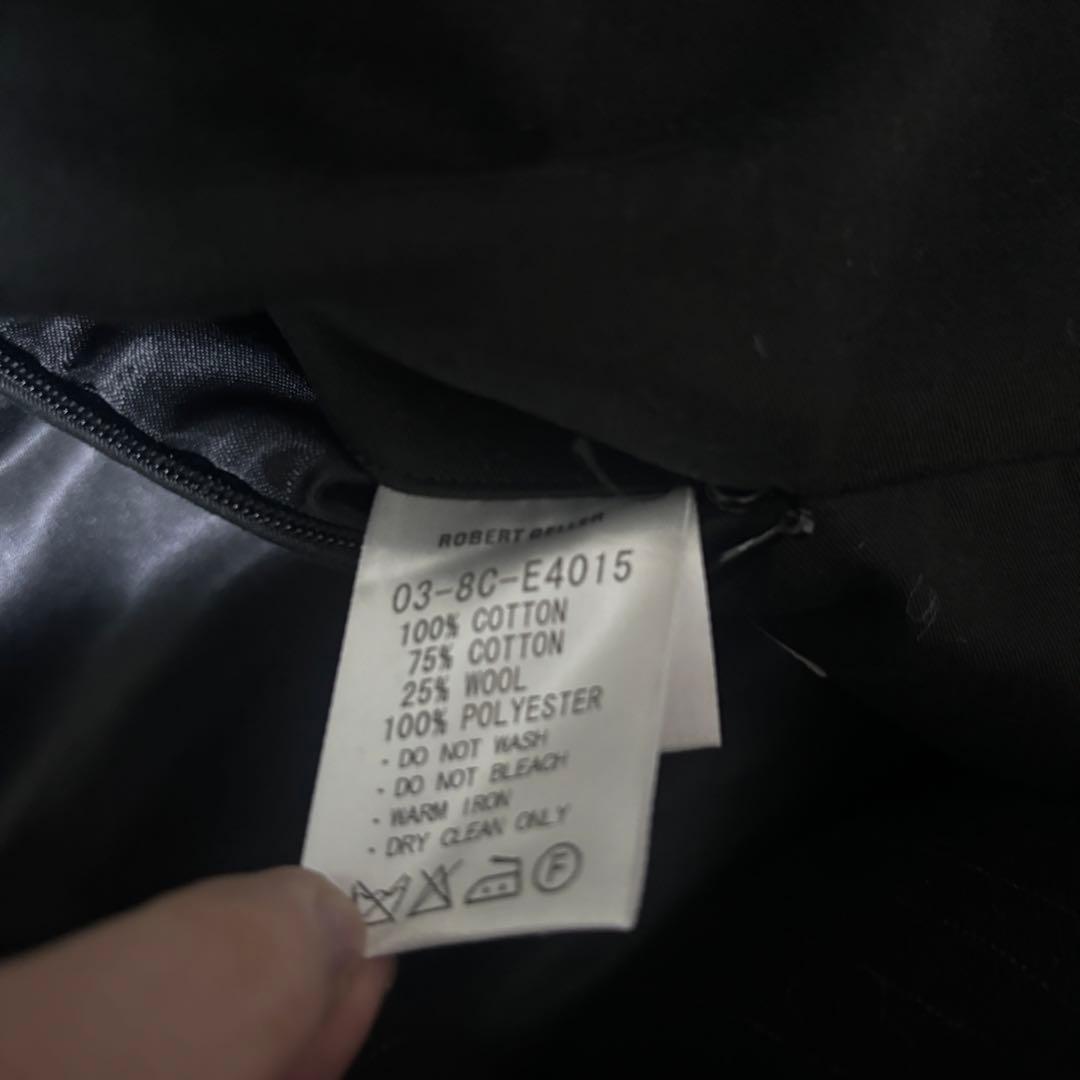 ROBERT GELLER
03-8C-E4015
100% COTTON
75% COTTON
25% WOOL
100% POLYESTER
· DO NOT WASH
· DO NOT BLEACH
· WARM IRON
· DRY CLEAN ONLY
F